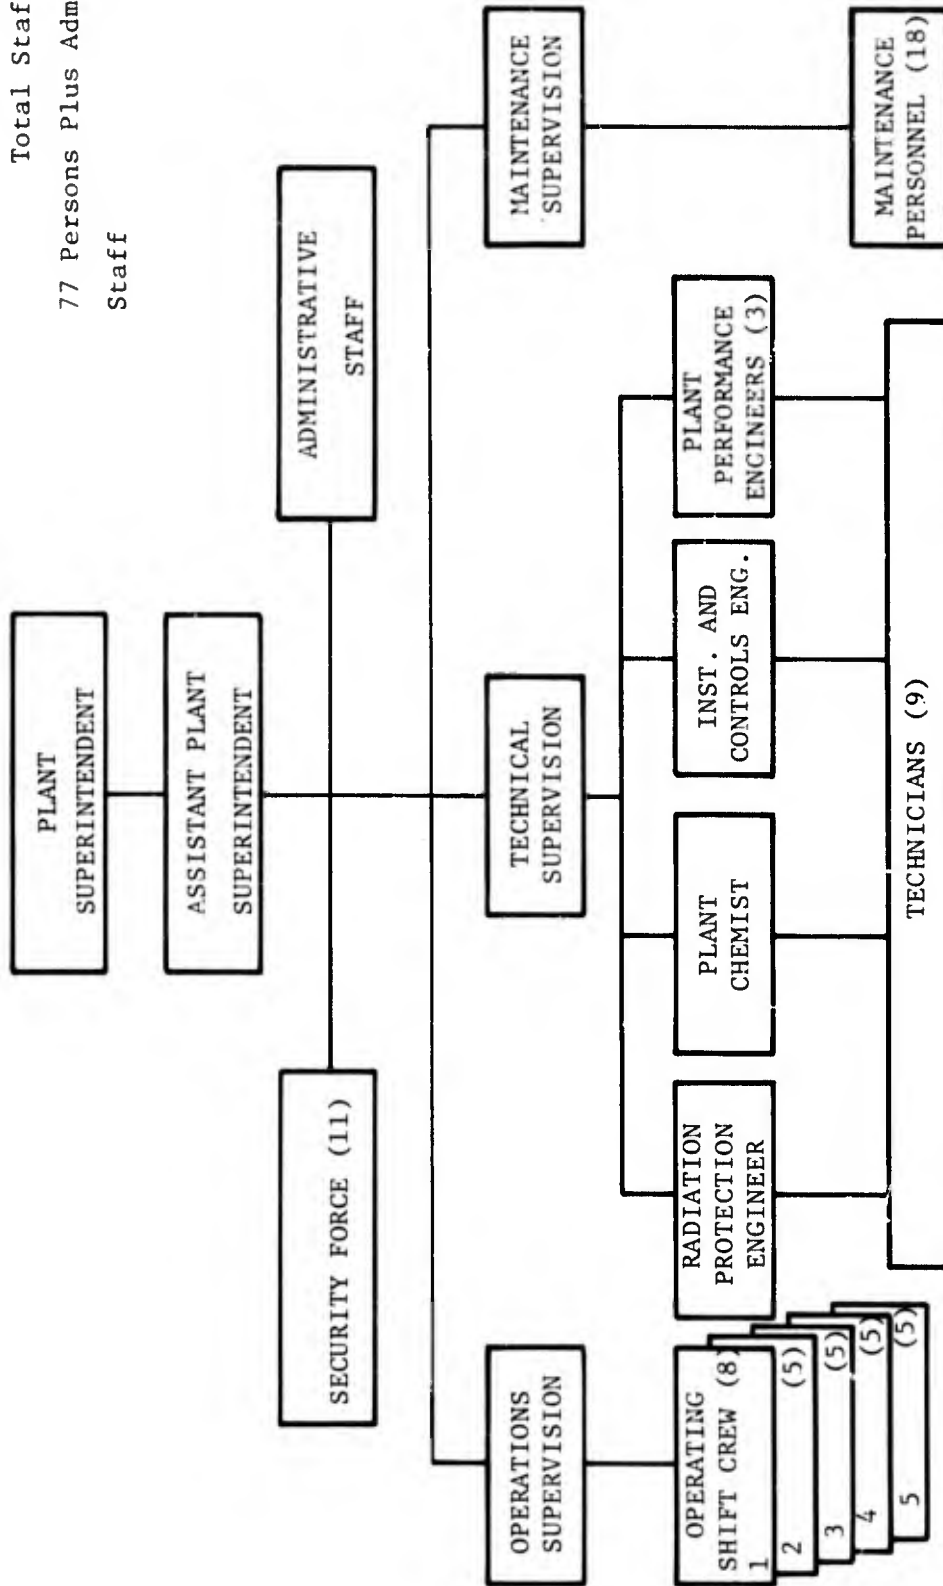 Total Staf
77 Persons Plus Adm
Staff
PLANT
SUPERINTENDENT
ASSISTANT PLANT
SUPERINTENDENT
SECURITY FORCE (11)
ADMINISTRATIVE
STAFF
OPERATIONS
SUPERVISION
TECHNICAL
SUPERVISION
MAINTENANCE
SUPERVISION
OPERATING
SHIFT CREW (8)
1
2 (5)
3 (5)
4 (5)
5 (5)
RADIATION
PROTECTION
ENGINEER
PLANT
CHEMIST
INST. AND
CONTROLS ENG.
PLANT
PERFORMANCE
ENGINEERS (3)
MAINTENANCE
PERSONNEL (18)
TECHNICIANS (9)